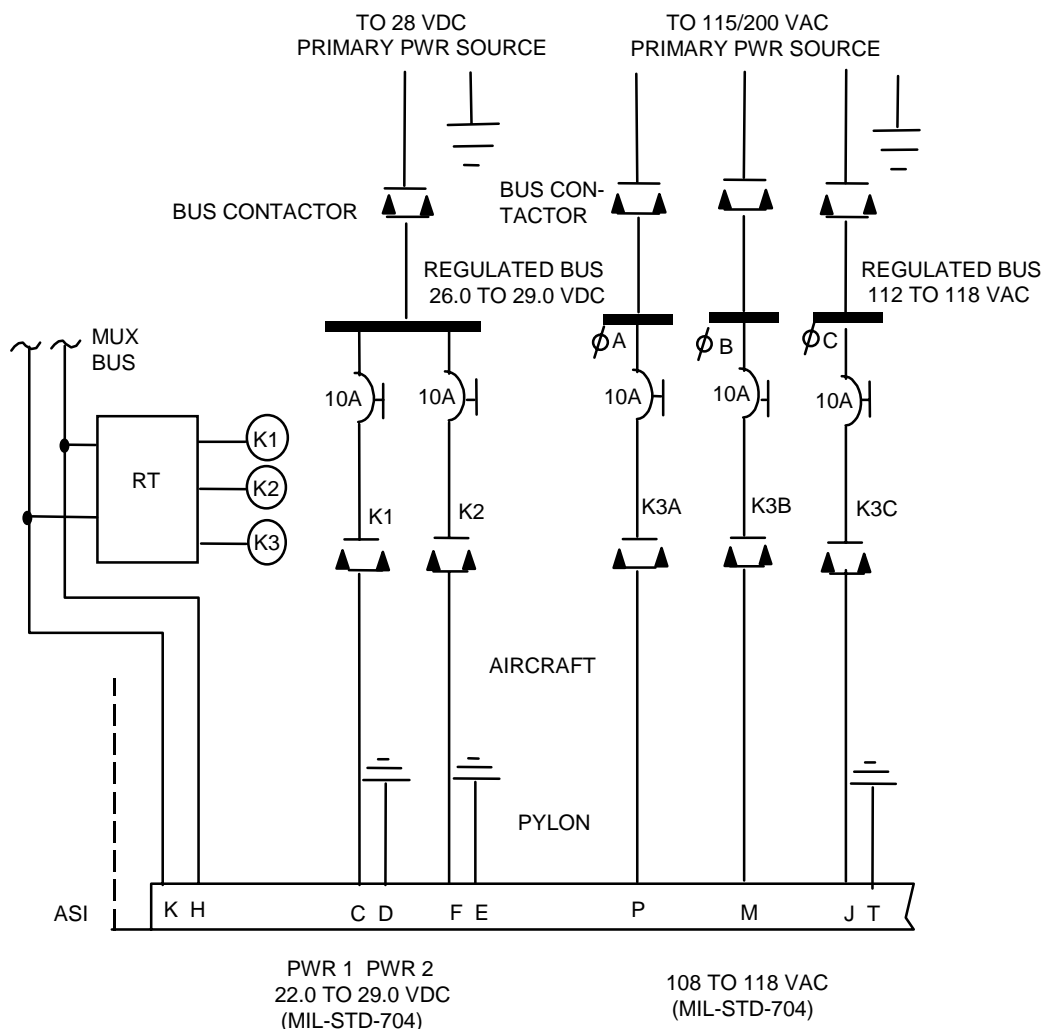 TO 28 VDC
PRIMARY PWR SOURCE
TO 115/200 VAC
PRIMARY PWR SOURCE
BUS CONTACTOR
BUS CON-
TACTOR
REGULATED BUS
26.0 TO 29.0 VDC
REGULATED BUS
112 TO 118 VAC
MUX
BUS
ϕA
ϕB
ϕC
10A
10A
10A
10A
10A
RT
K1
K2
K3
K1
K2
K3A
K3B
K3C
AIRCRAFT
PYLON
ASI
K H C D F E P M J T
PWR 1 PWR 2
22.0 TO 29.0 VDC
(MIL-STD-704)
108 TO 118 VAC
(MIL-STD-704)